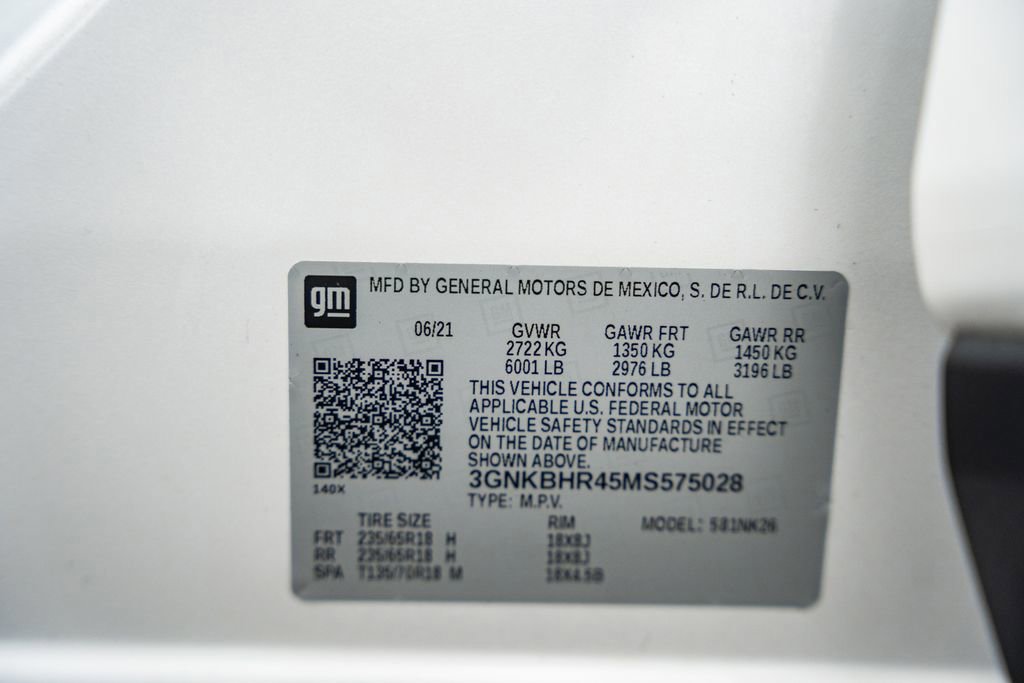 gm
MFD BY GENERAL MOTORS DE MEXICO, S. DE R.L. DE C.V.
06/21 GVWR GAWR FRT GAWR RR
2722 KG 1350 KG 1450 KG
6001 LB 2976 LB 3196 LB
THIS VEHICLE CONFORMS TO ALL
APPLICABLE U.S. FEDERAL MOTOR
VEHICLE SAFETY STANDARDS IN EFFECT
ON THE DATE OF MANUFACTURE
SHOWN ABOVE.
140X
3GNKBHR45MS575028
TYPE: M.P.V.
TIRE SIZE RIM MODEL: 581NK26
FRT 235/65R18 H 18X8J
RR 235/65R18 H 18X8J
SPA T135/70R18 M 18X4.5B